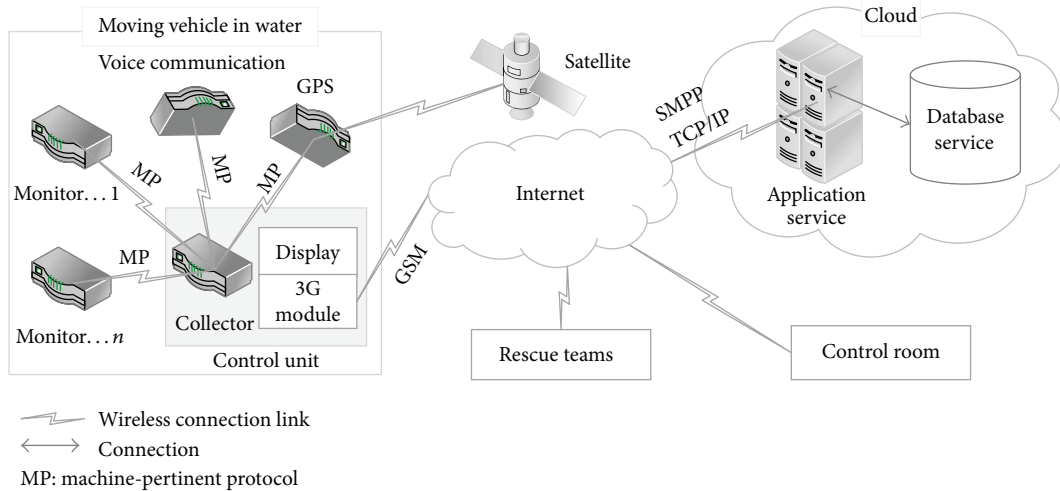 Moving vehicle in water
Voice communication
GPS
Satellite
Cloud
SMPP
TCP/IP
Database
service
Application
service
Internet
MP
MP
MP
Monitor. . . 1
MP
Display
3G
module
GSM
Collector
Monitor. . . n
Control unit
Rescue teams
Control room
Wireless connection link
Connection
MP: machine-pertinent protocol